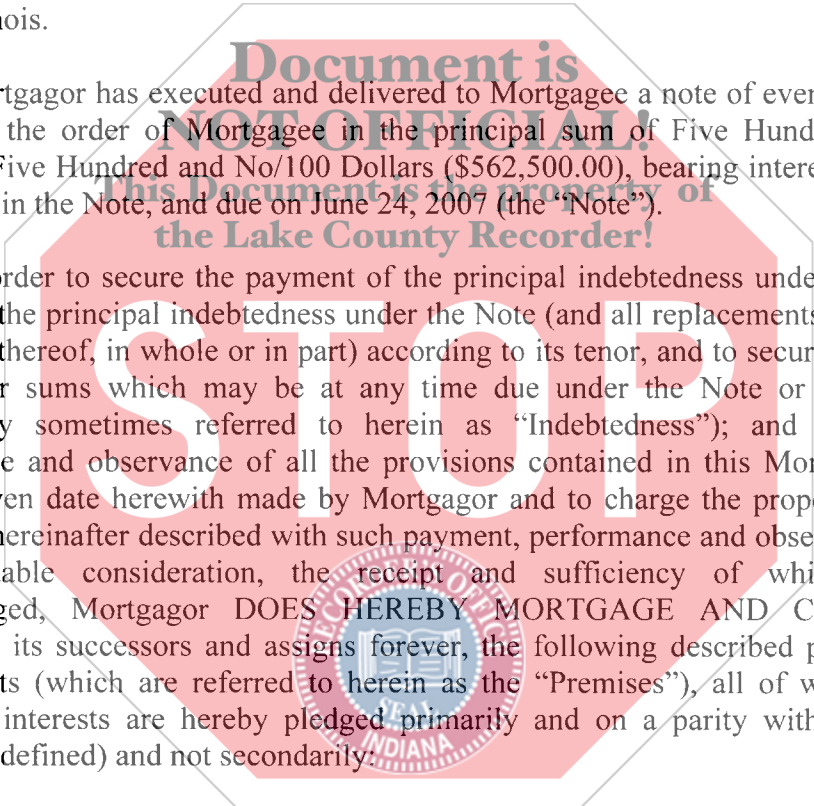 nois.
Document is
rtgagor has executed and delivered to Mortgagee a note of even
NOT OFFICIAL!
the order of Mortgagee in the principal sum of Five Hund
Five Hundred and No/100 Dollars ($562,500.00), bearing intere
This Document is the property of
in the Note, and due on June 24, 2007 (the “Note”).
the Lake County Recorder!
order to secure the payment of the principal indebtedness unde
the principal indebtedness under the Note (and all replacements
thereof, in whole or in part) according to its tenor, and to secur
r sums which may be at any time due under the Note or
y sometimes referred to herein as “Indebtedness”); and
e and observance of all the provisions contained in this Mor
ven date herewith made by Mortgagor and to charge the prop
hereinafter described with such payment, performance and obse
able consideration, the receipt and sufficiency of whi
ged, Mortgagor DOES HEREBY MORTGAGE AND C
its successors and assigns forever, the following described p
ts (which are referred to herein as the “Premises”), all of w
interests are hereby pledged primarily and on a parity with
defined) and not secondarily:
STOP
SEAL
INDIANA